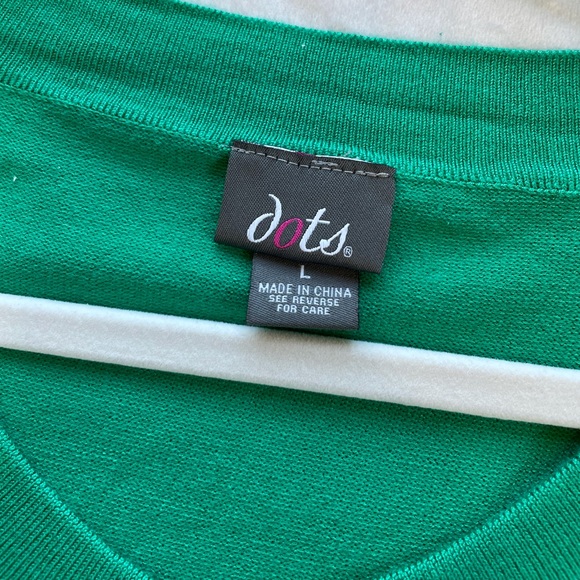 dots®
L
MADE IN CHINA
SEE REVERSE
FOR CARE